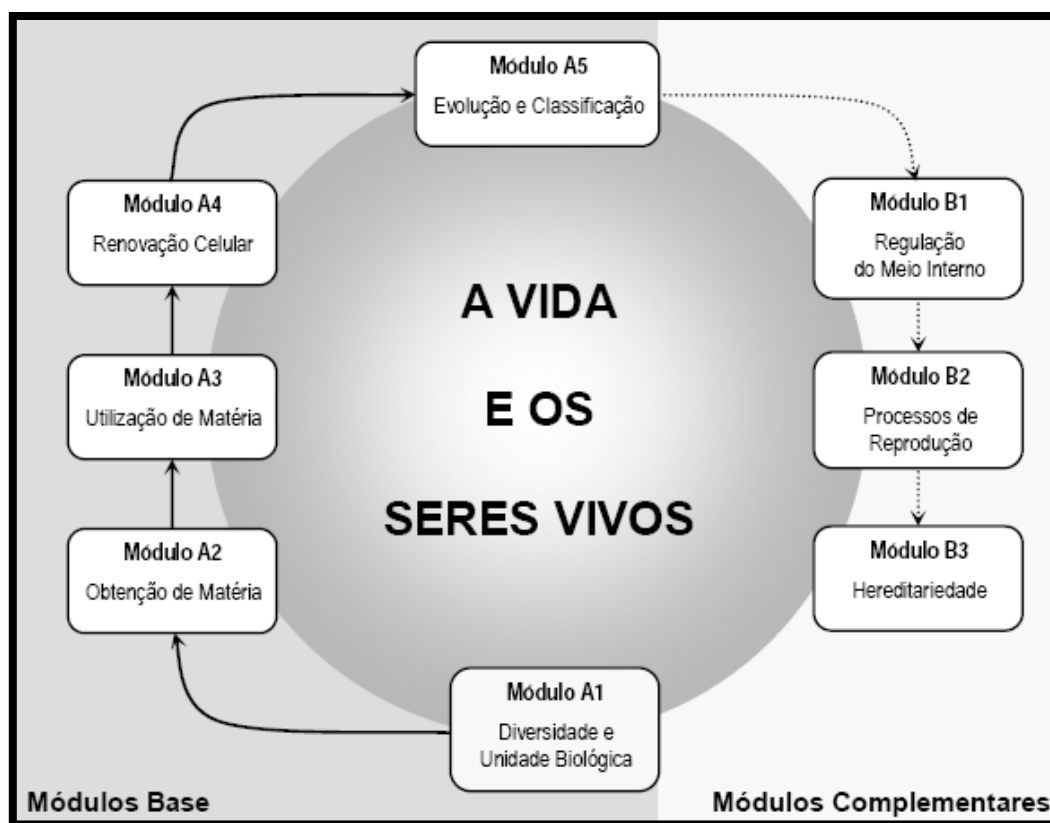 Módulo A5
Evolução e Classificação
Módulo A4
Renovação Celular
Módulo B1
Regulação
do Meio Interno
A VIDA
E OS
SERES VIVOS
Módulo A3
Utilização de Matéria
Módulo B2
Processos de
Reprodução
Módulo A2
Obtenção de Matéria
Módulo B3
Hereditariedade
Módulo A1
Diversidade e
Unidade Biológica
Módulos Base
Módulos Complementares